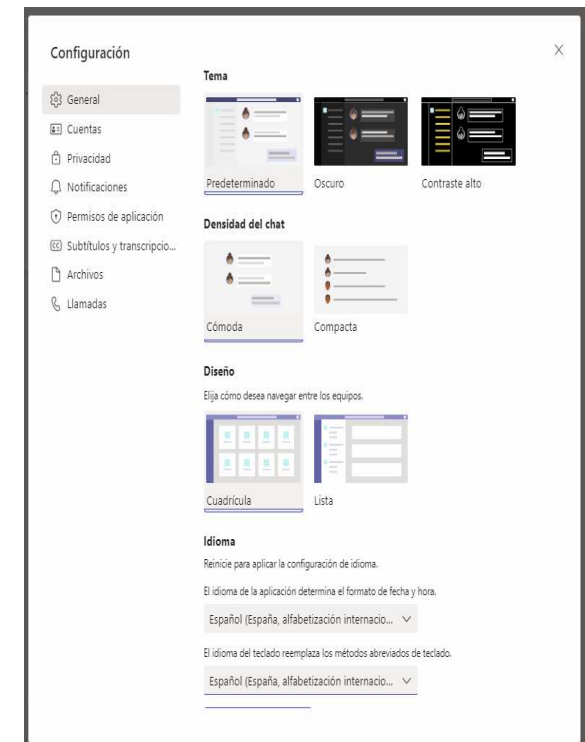 Configuración
General
Cuentas
Privacidad
Notificaciones
Permisos de aplicación
Subtítulos y transcripcio...
Archivos
Llamadas
Tema
Predeterminado
Oscuro
Contraste alto
Densidad del chat
Cómoda
Compacta
Diseño
Elija cómo desea navegar entre los equipos.
Cuadrícula
Lista
Idioma
Reinicie para aplicar la configuración de idioma.
El idioma de la aplicación determina el formato de fecha y hora.
Español (España, alfabetización internacio...
El idioma del teclado reemplaza los métodos abreviados de teclado.
Español (España, alfabetización internacio...